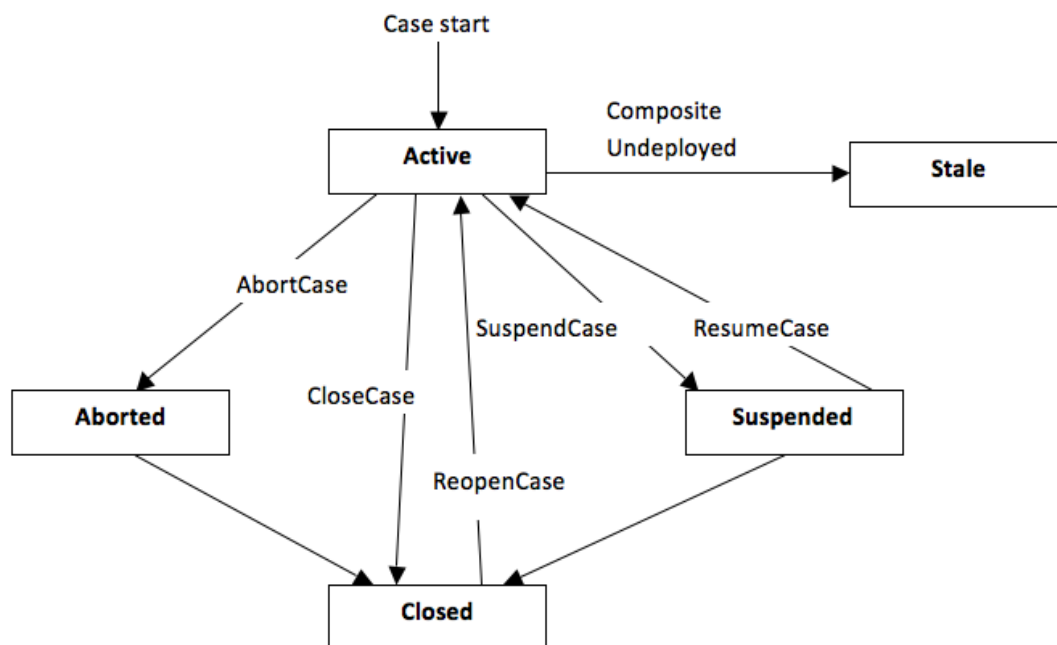 Case start
Composite
Undeployed
Active
Stale
AbortCase
SuspendCase
ResumeCase
CloseCase
Aborted
Suspended
ReopenCase
Closed